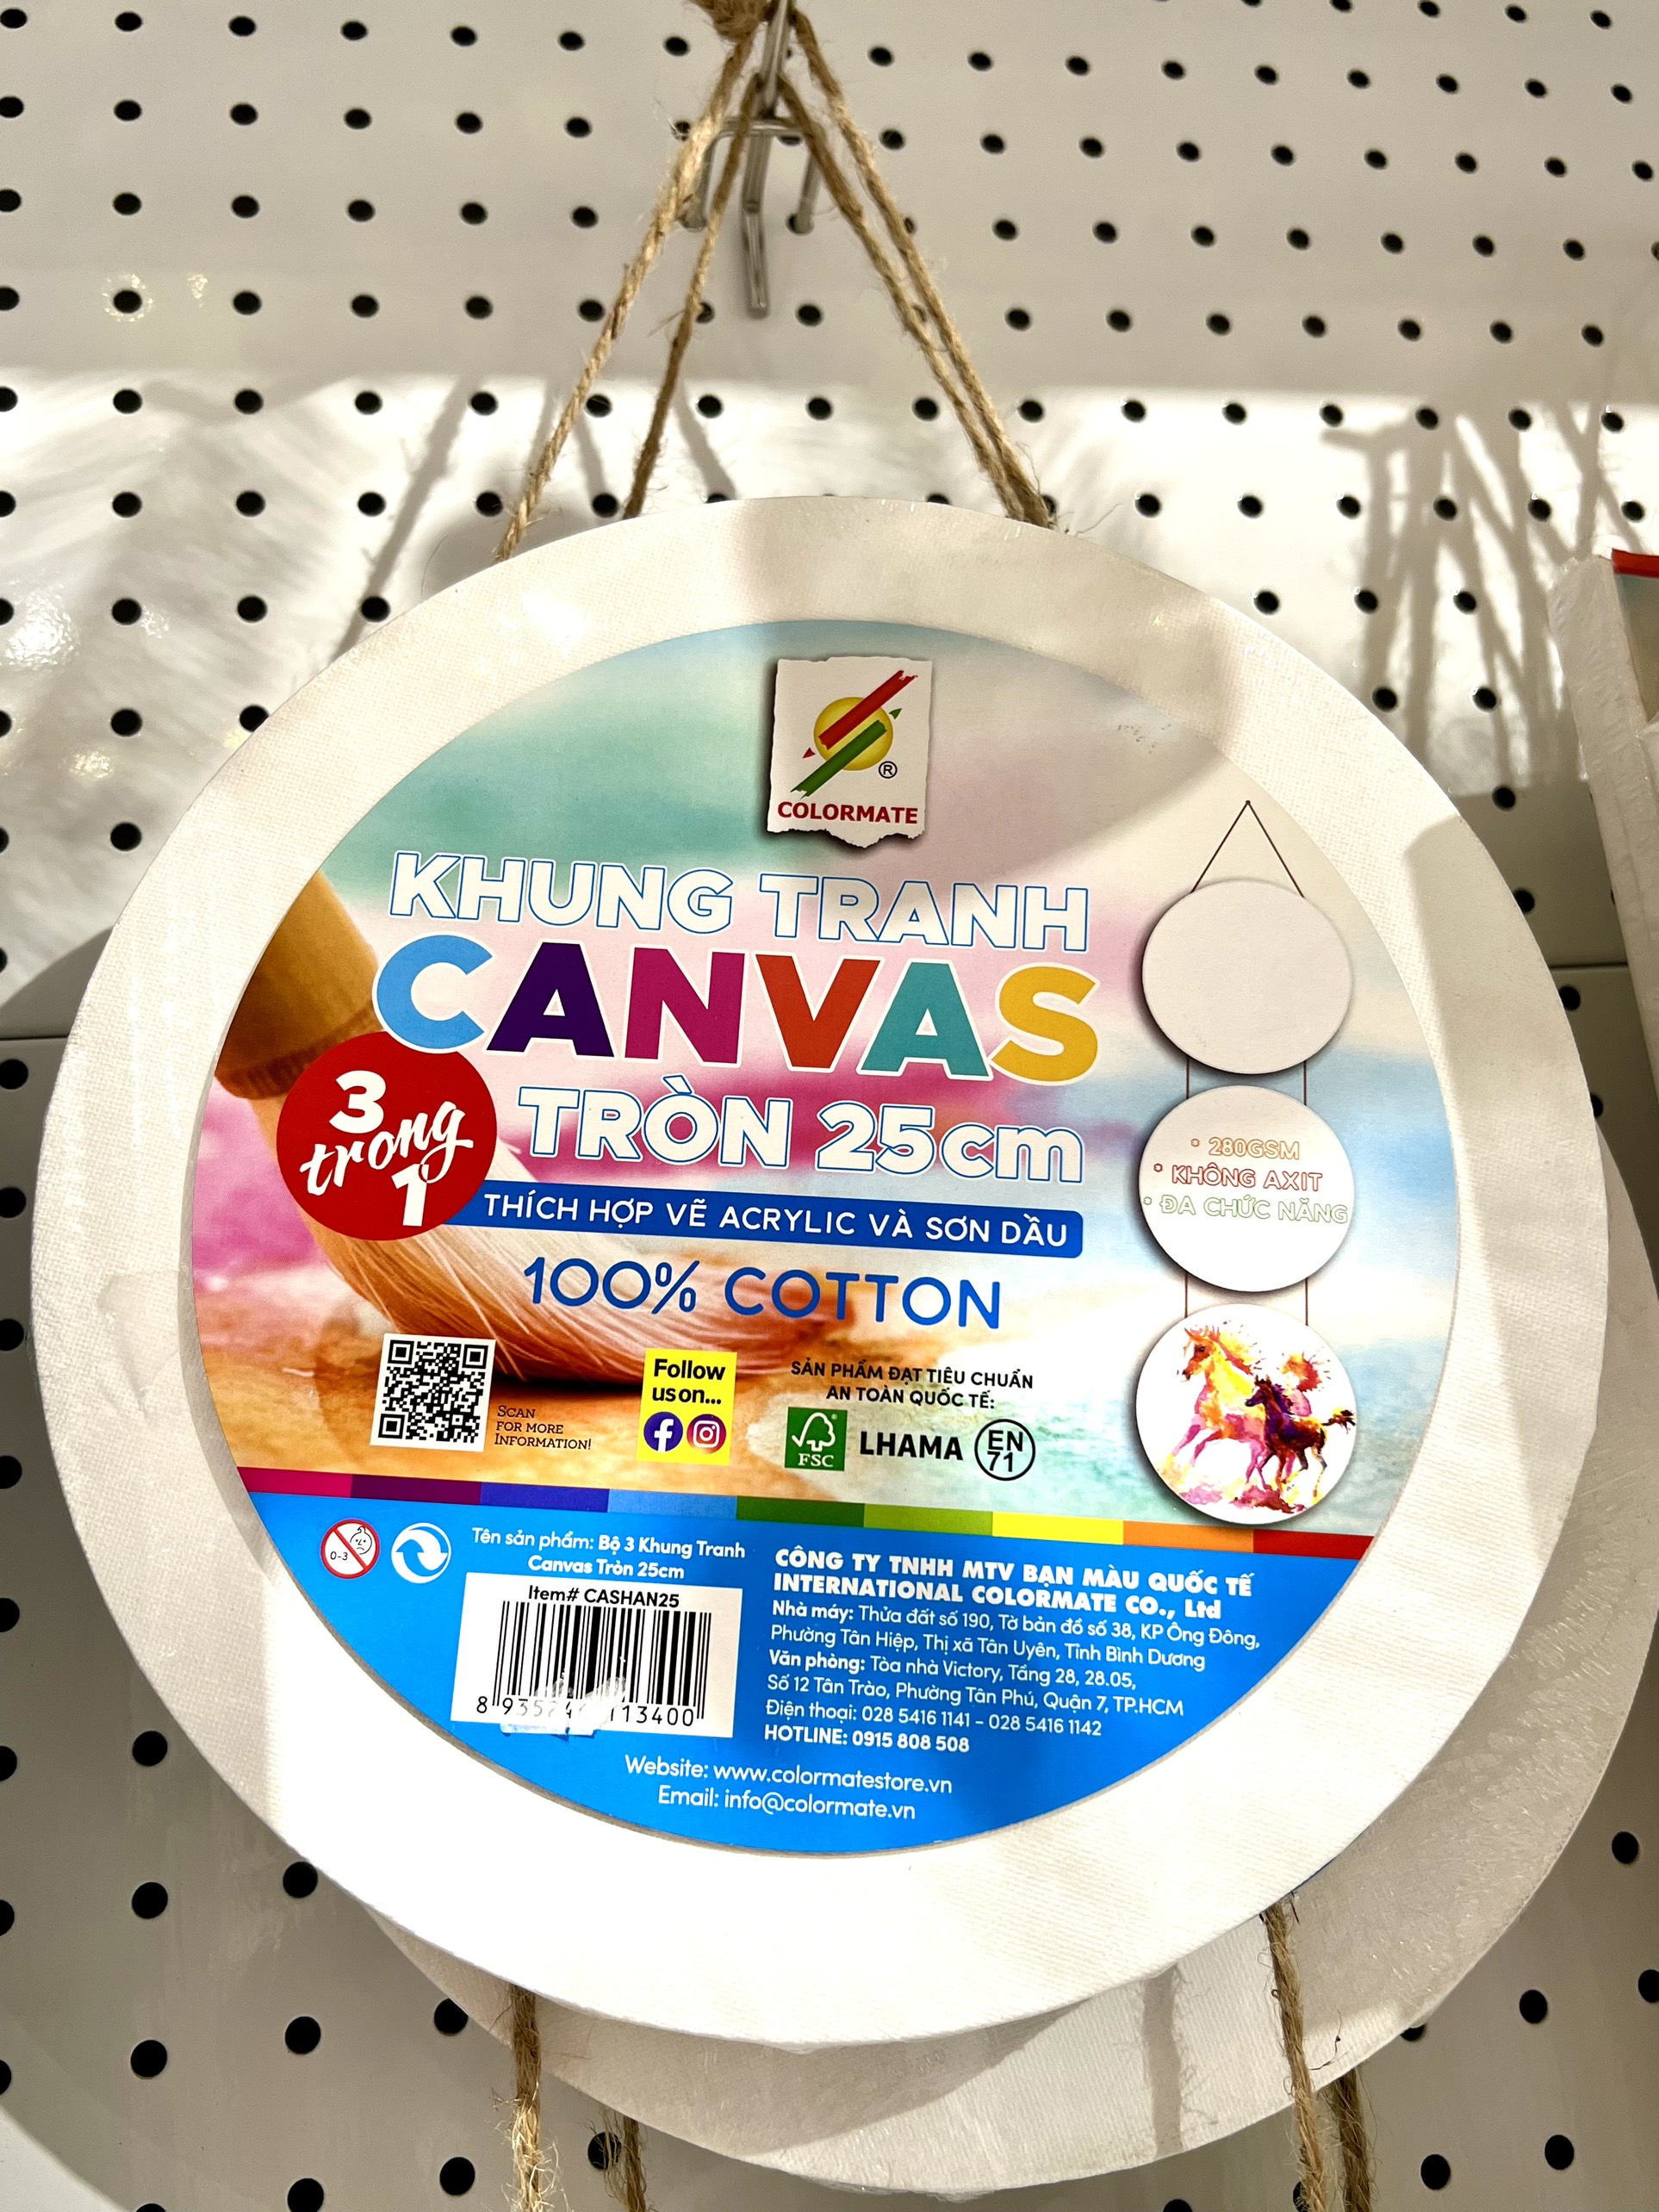 COLORMATE
®
KHUNG TRANH
CANVAS
TRÒN 25cm
3
trong
1
THÍCH HỢP VẼ ACRYLIC VÀ SƠN DẦU
100% COTTON
° 280GSM
° KHÔNG AXIT
° ĐA CHỨC NĂNG
SCAN
FOR MORE
INFORMATION!
Follow
us on...
SẢN PHẨM ĐẠT TIÊU CHUẨN
AN TOÀN QUỐC TẾ:
FSC
LHAMA
EN
71
0-3
Tên sản phẩm: Bộ 3 Khung Tranh
Canvas Tròn 25cm
Item# CASHAN25
CÔNG TY TNHH MTV BẠN MÀU QUỐC TẾ
INTERNATIONAL COLORMATE CO., Ltd
Nhà máy: Thửa đất số 190, Tờ bản đồ số 38, KP Ông Đông,
Phường Tân Hiệp, Thị xã Tân Uyên, Tỉnh Bình Dương
Văn phòng: Tòa nhà Victory, Tầng 28, 28.05,
Số 12 Tân Trào, Phường Tân Phú, Quận 7, TP.HCM
Điện thoại: 028 5416 1141 - 028 5416 1142
HOTLINE: 0915 808 508
Website: www.colormatestore.vn
Email: info@colormate.vn